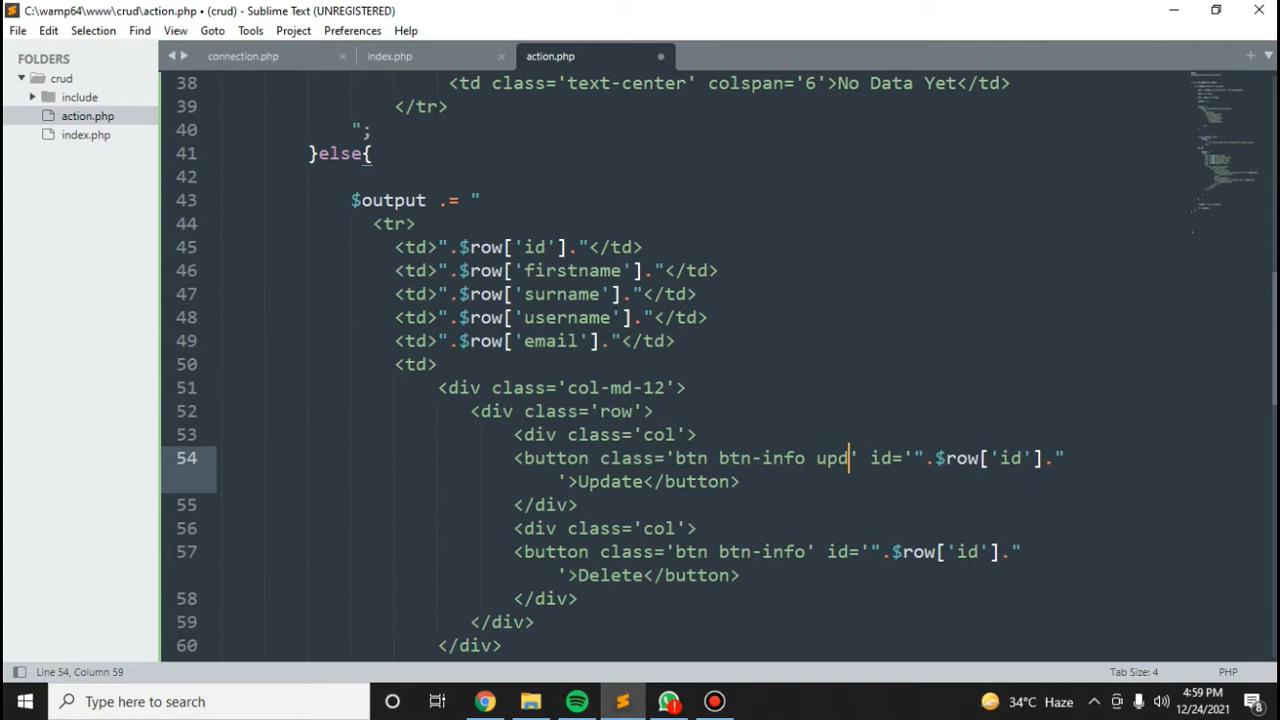 C:\wamp64\www\crud\action.php • (crud) - Sublime Text (UNREGISTERED)
File Edit Selection Find View Goto Tools Project Preferences Help
FOLDERS
crud
include
action.php
index.php
connection.php index.php action.php
38 <td class='text-center' colspan='6'>No Data Yet</td>
39 </tr>
40 ";
41 }else{
42
43 $output .= "
44 <tr>
45 <td>".$row['id']."</td>
46 <td>".$row['firstname']."</td>
47 <td>".$row['surname']."</td>
48 <td>".$row['username']."</td>
49 <td>".$row['email']."</td>
50 <td>
51 <div class='col-md-12'>
52 <div class='row'>
53 <div class='col'>
54 <button class='btn btn-info upd' id='".$row['id']."
'>Update</button>
55 </div>
56 <div class='col'>
57 <button class='btn btn-info' id='".$row['id']."
'>Delete</button>
58 </div>
59 </div>
60 </div>
Line 54, Column 59 Tab Size: 4 PHP
Type here to search 34°C Haze 4:59 PM
12/24/2021 8